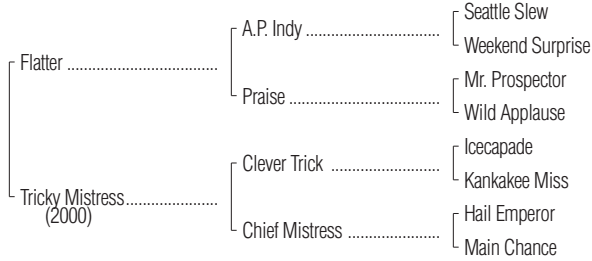 Seattle Slew
A.P. Indy ..............................
Weekend Surprise
Flatter ..................................
Mr. Prospector
Praise ..................................
Wild Applause
Icecapade
Clever Trick ........................
Kankakee Miss
Tricky Mistress.....................
(2000)
Hail Emperor
Chief Mistress ....................
Main Chance